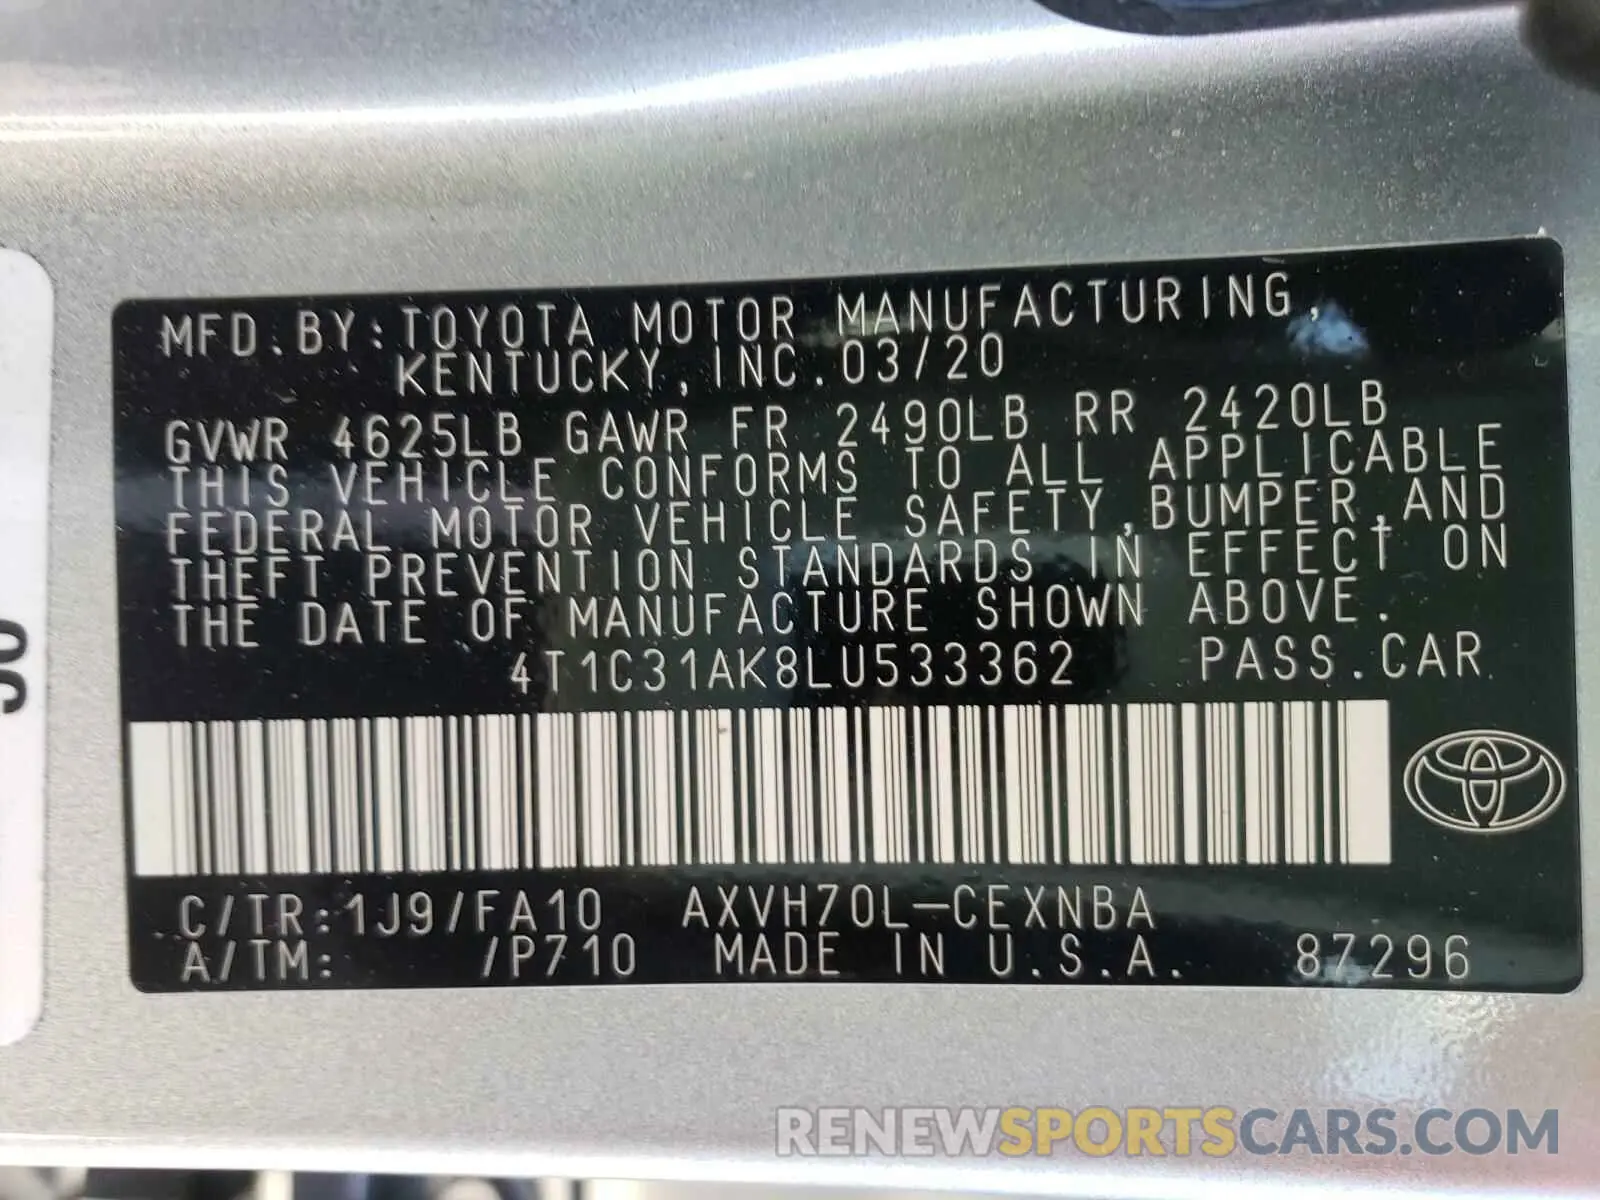 MFD.BY:TOYOTA MOTOR MANUFACTURING,
KENTUCKY,INC.03/20
GVWR 4625LB GAWR FR 2490LB RR 2420LB
THIS VEHICLE CONFORMS TO ALL APPLICABLE
FEDERAL MOTOR VEHICLE SAFETY,BUMPER,AND
THEFT PREVENTION STANDARDS IN EFFECT ON
THE DATE OF MANUFACTURE SHOWN ABOVE.
4T1C31AK8LU533362 PASS.CAR
C/TR:1J9/FA10 AXVH70L-CEXNBA
A/TM: /P710 MADE IN U.S.A. 87296
RENEWSPORTSCARS.COM